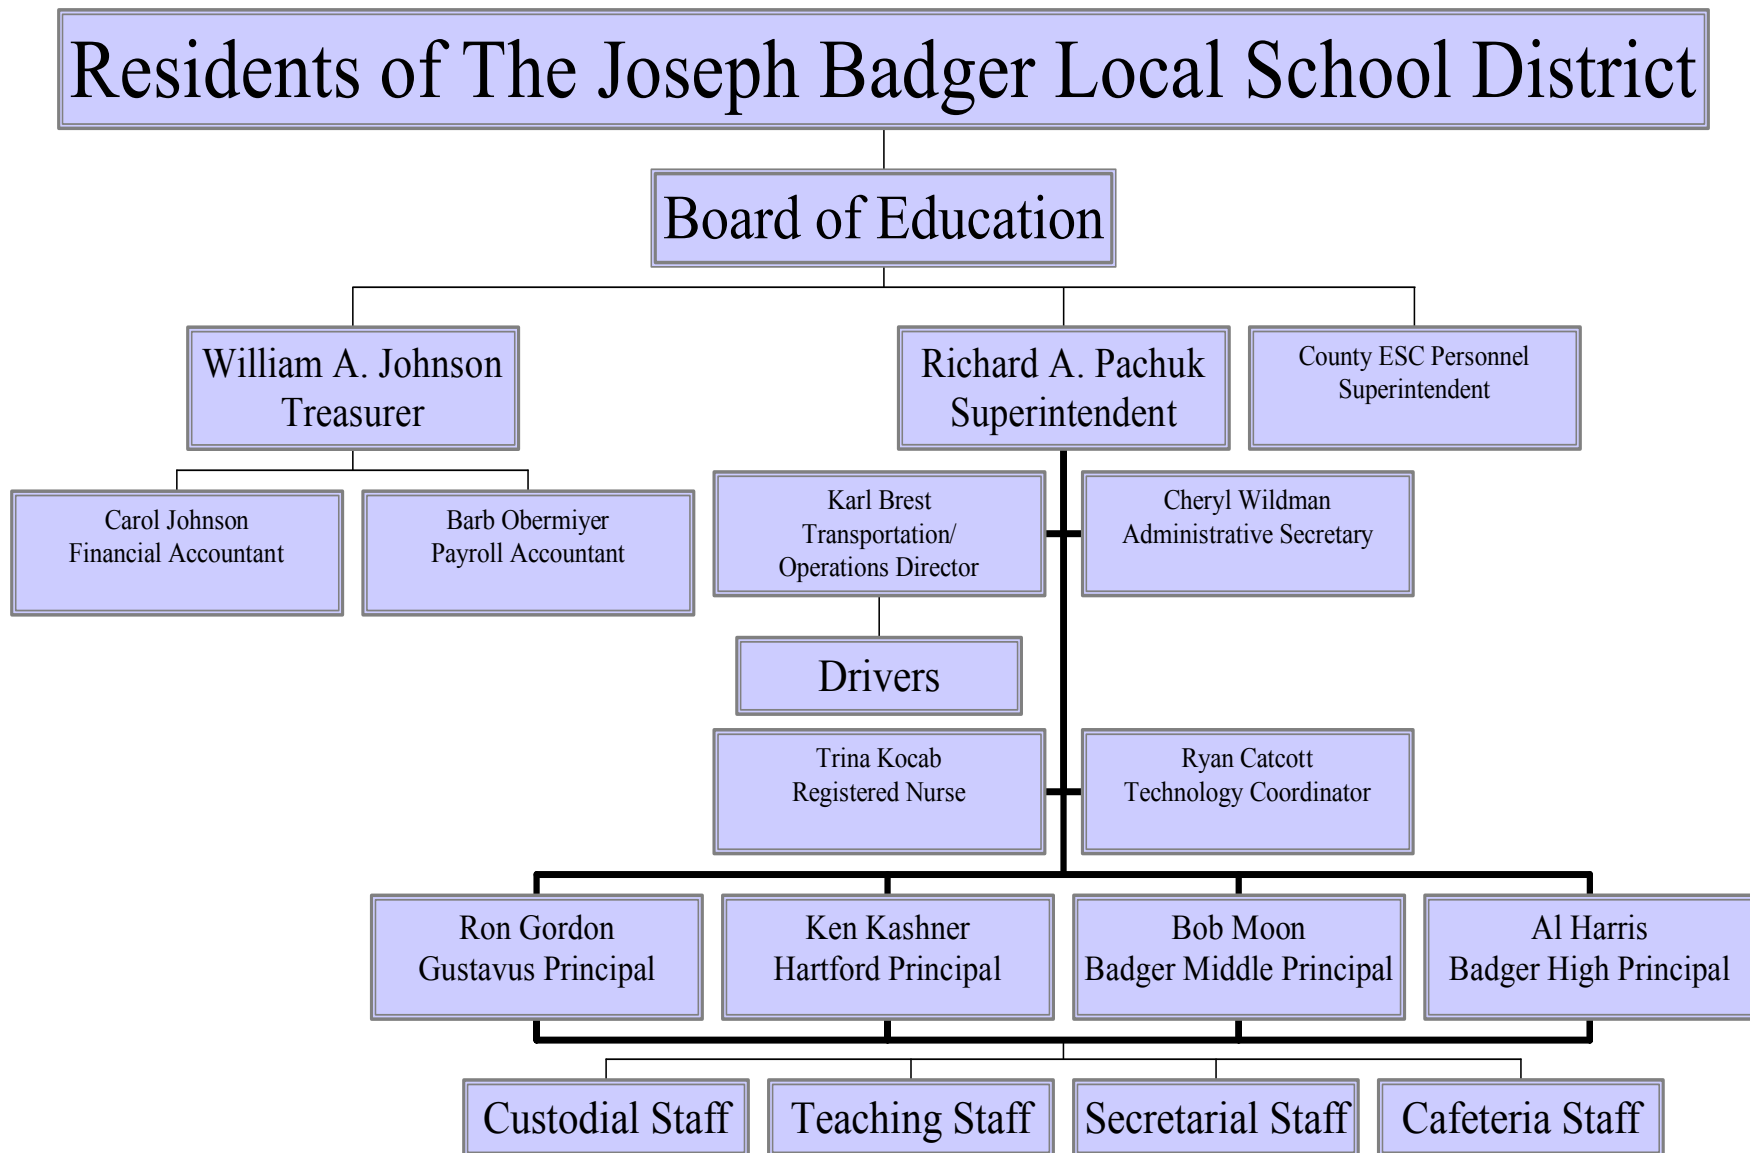 Residents of The Joseph Badger Local School District
Board of Education
William A. Johnson
Treasurer
Richard A. Pachuk
Superintendent
County ESC Personnel
Superintendent
Carol Johnson
Financial Accountant
Barb Obermiyer
Payroll Accountant
Karl Brest
Transportation/
Operations Director
Cheryl Wildman
Administrative Secretary
Drivers
Trina Kocab
Registered Nurse
Ryan Catcott
Technology Coordinator
Ron Gordon
Gustavus Principal
Ken Kashner
Hartford Principal
Bob Moon
Badger Middle Principal
Al Harris
Badger High Principal
Custodial Staff
Teaching Staff
Secretarial Staff
Cafeteria Staff